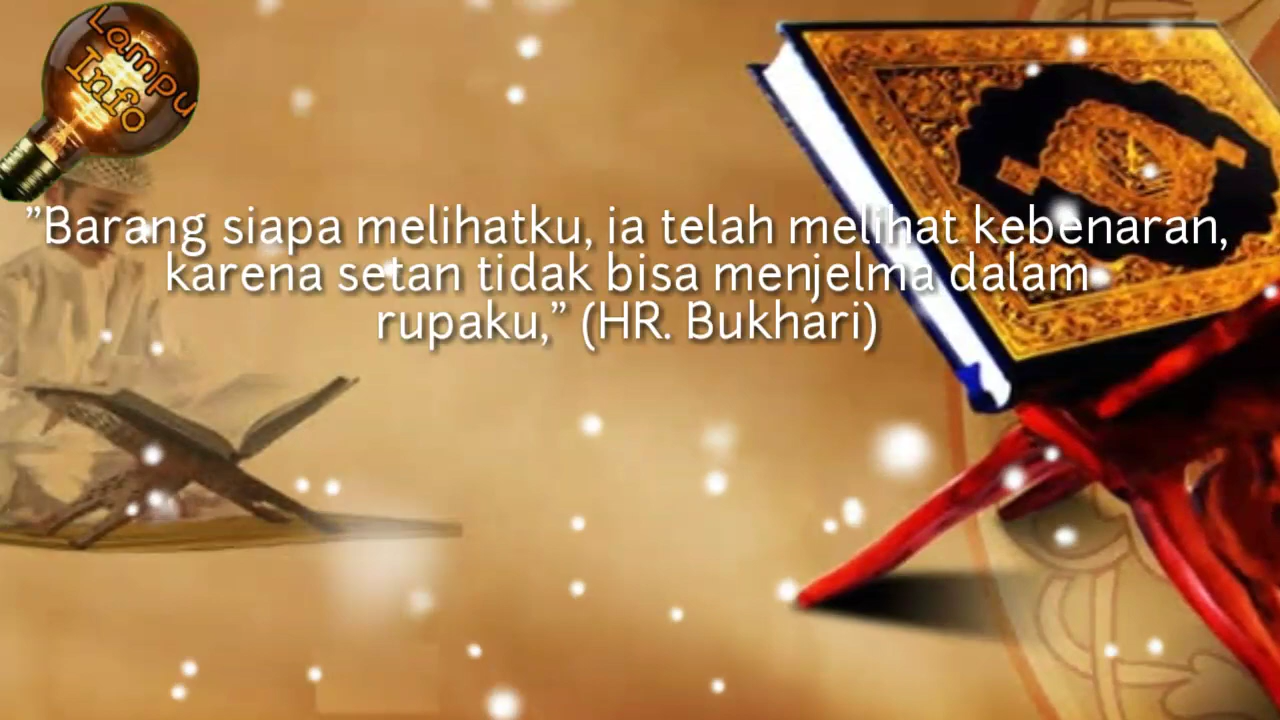 Lampu
Info
"Barang siapa melihatku, ia telah melihat kebenaran,
karena setan tidak bisa menjelma dalam
rupaku," (HR. Bukhari)